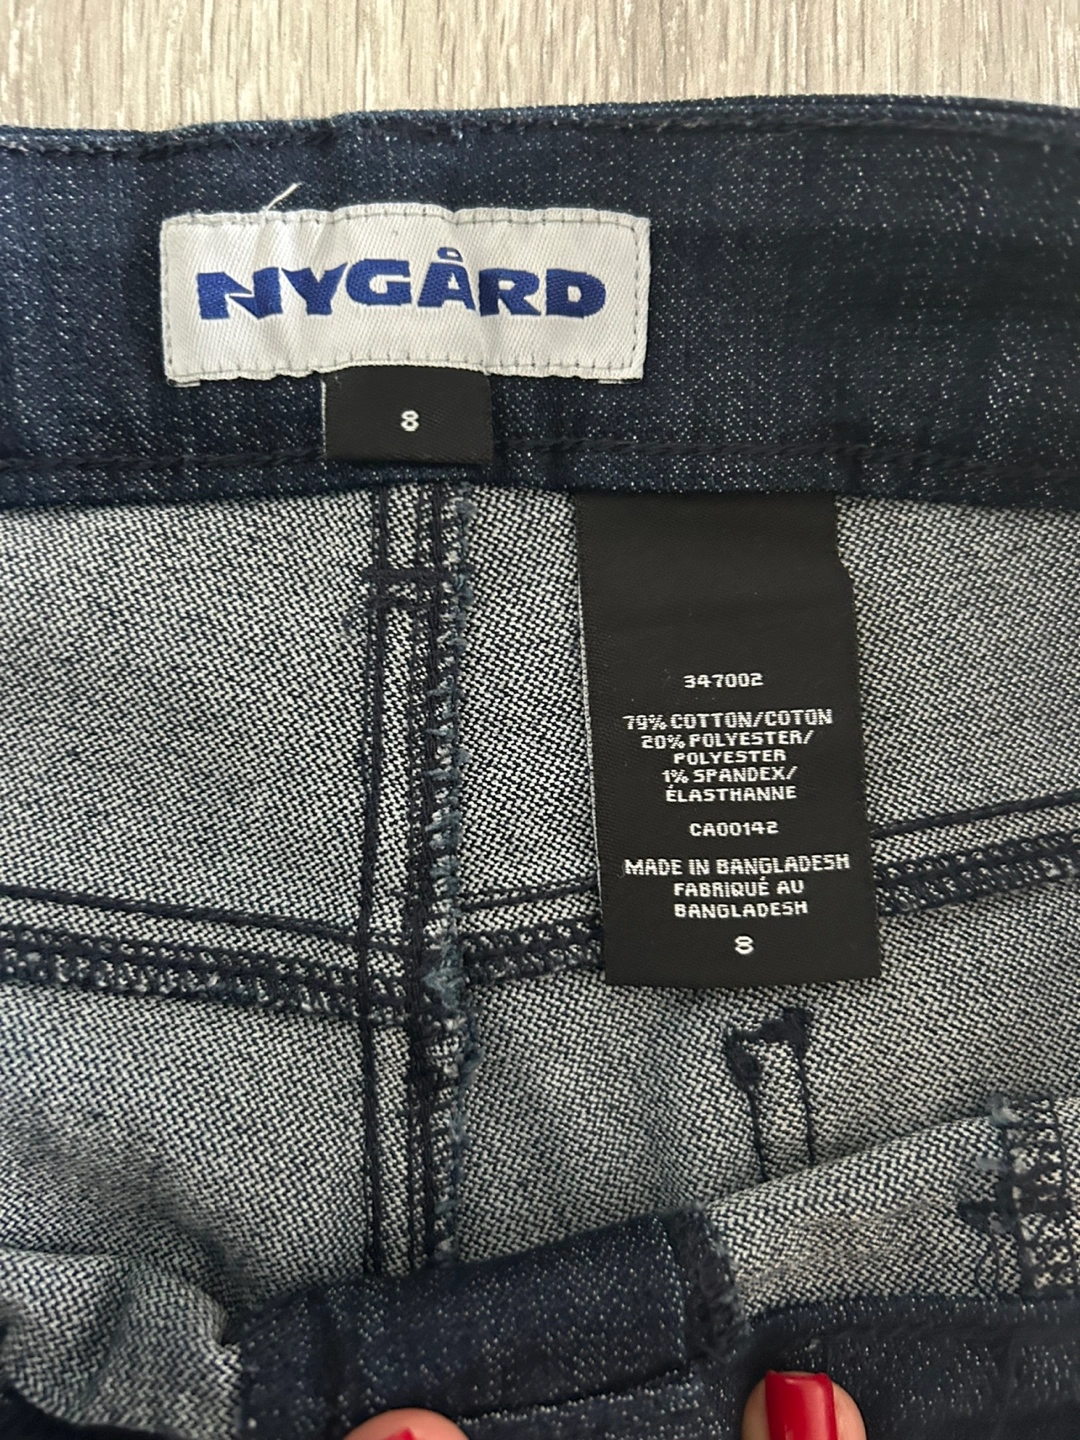 NYGÅRD
8
347002
79% COTTON/COTON
20% POLYESTER/
POLYESTER
1% SPANDEX/
ÉLASTHANNE
CA00142
MADE IN BANGLADESH
FABRIQUÉ AU
BANGLADESH
8